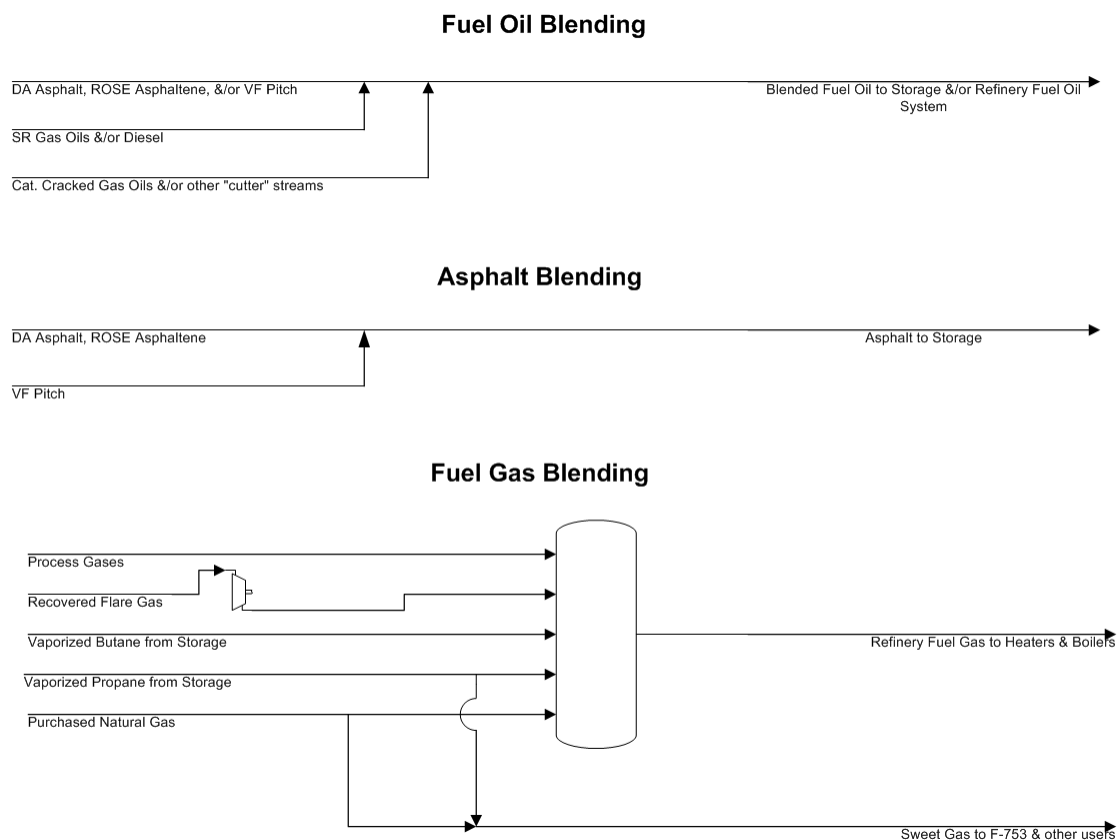 Fuel Oil Blending
DA Asphalt, ROSE Asphaltene, &/or VF Pitch
Blended Fuel Oil to Storage &/or Refinery Fuel Oil
System
SR Gas Oils &/or Diesel
Cat. Cracked Gas Oils &/or other "cutter" streams
Asphalt Blending
DA Asphalt, ROSE Asphaltene
Asphalt to Storage
VF Pitch
Fuel Gas Blending
Process Gases
Recovered Flare Gas
Vaporized Butane from Storage
Refinery Fuel Gas to Heaters & Boilers
Vaporized Propane from Storage
Purchased Natural Gas
Sweet Gas to F-753 & other users